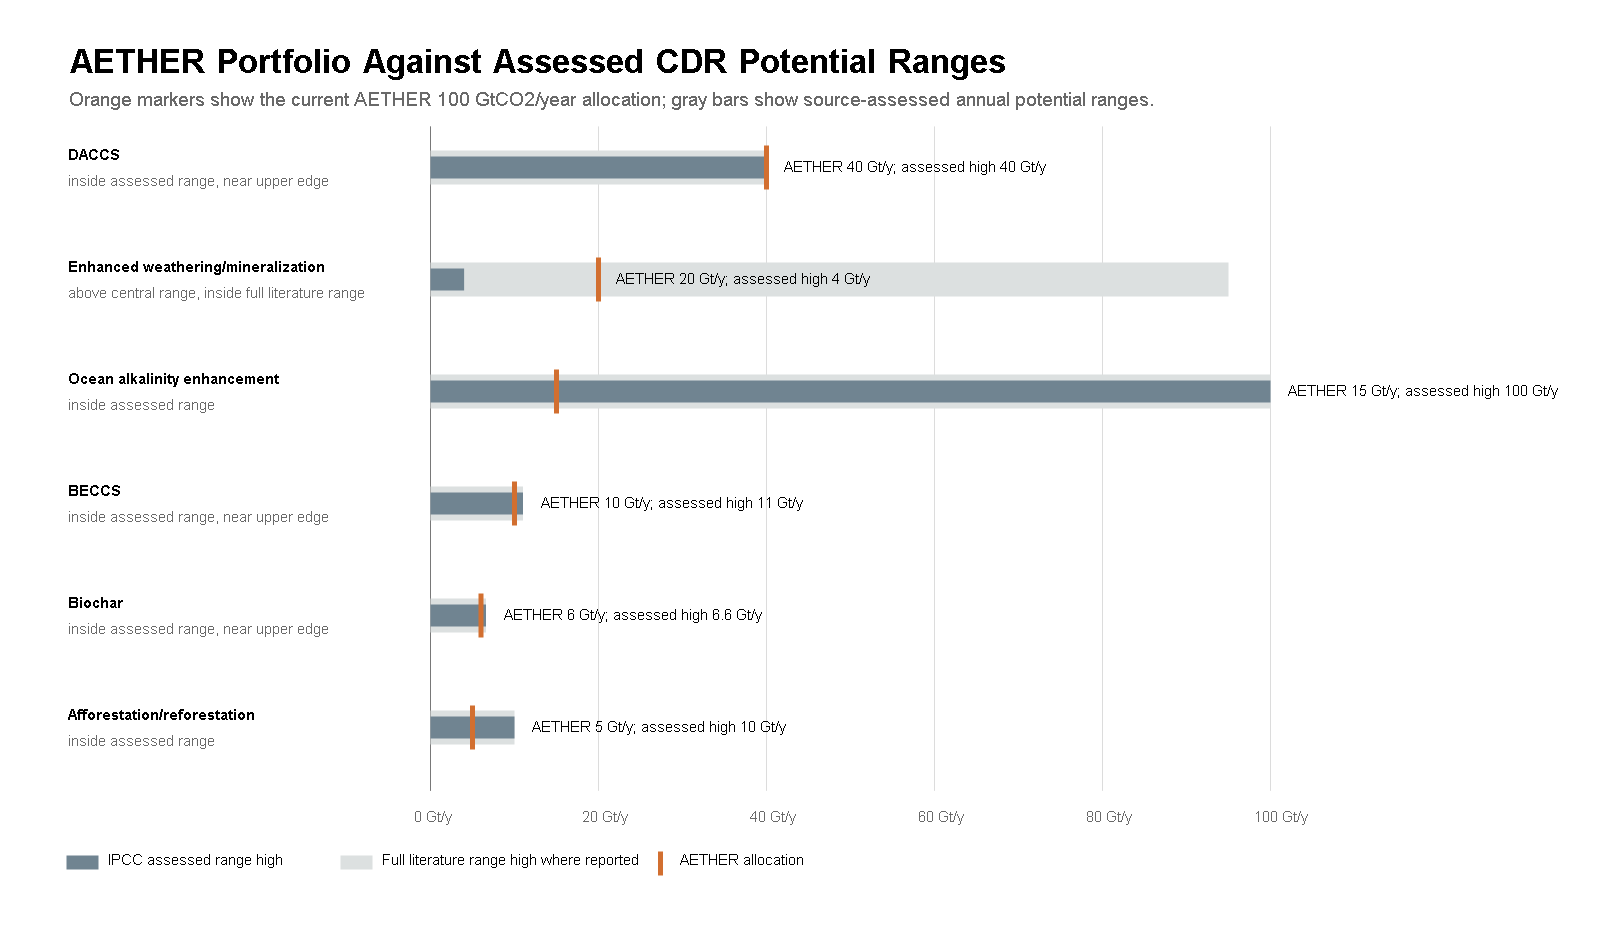 AETHER Portfolio Against Assessed CDR Potential Ranges
Orange markers show the current AETHER 100 GtCO2/year allocation; gray bars show source-assessed annual potential ranges.
DACCS
inside assessed range, near upper edge
AETHER 40 Gt/y; assessed high 40 Gt/y
Enhanced weathering/mineralization
above central range, inside full literature range
AETHER 20 Gt/y; assessed high 4 Gt/y
Ocean alkalinity enhancement
inside assessed range
AETHER 15 Gt/y; assessed high 100 Gt/y
BECCS
inside assessed range, near upper edge
AETHER 10 Gt/y; assessed high 11 Gt/y
Biochar
inside assessed range, near upper edge
AETHER 6 Gt/y; assessed high 6.6 Gt/y
Afforestation/reforestation
inside assessed range
AETHER 5 Gt/y; assessed high 10 Gt/y
0 Gt/y 20 Gt/y 40 Gt/y 60 Gt/y 80 Gt/y 100 Gt/y
IPCC assessed range high Full literature range high where reported AETHER allocation